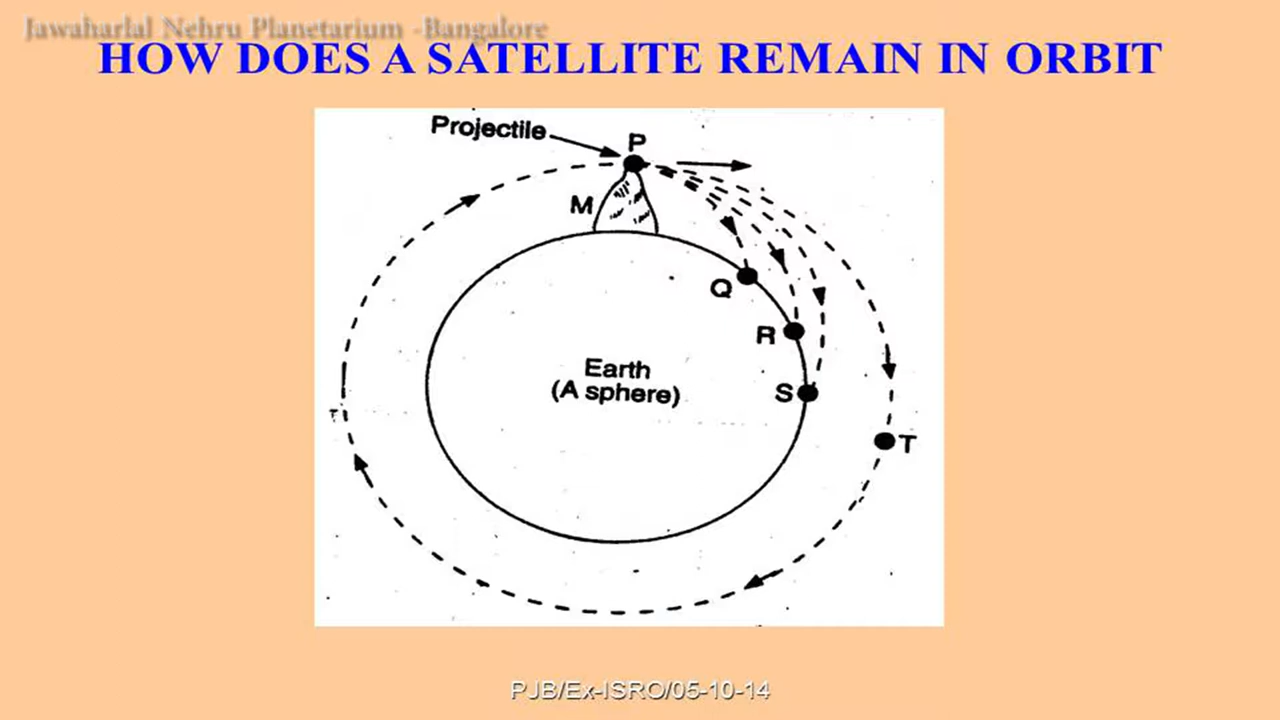 Jawaharlal Nehru Planetarium -Bangalore
HOW DOES A SATELLITE REMAIN IN ORBIT
Projectile
P
M
Q
R
Earth
(A sphere)
S
T
PJB/Ex-ISRO/05-10-14